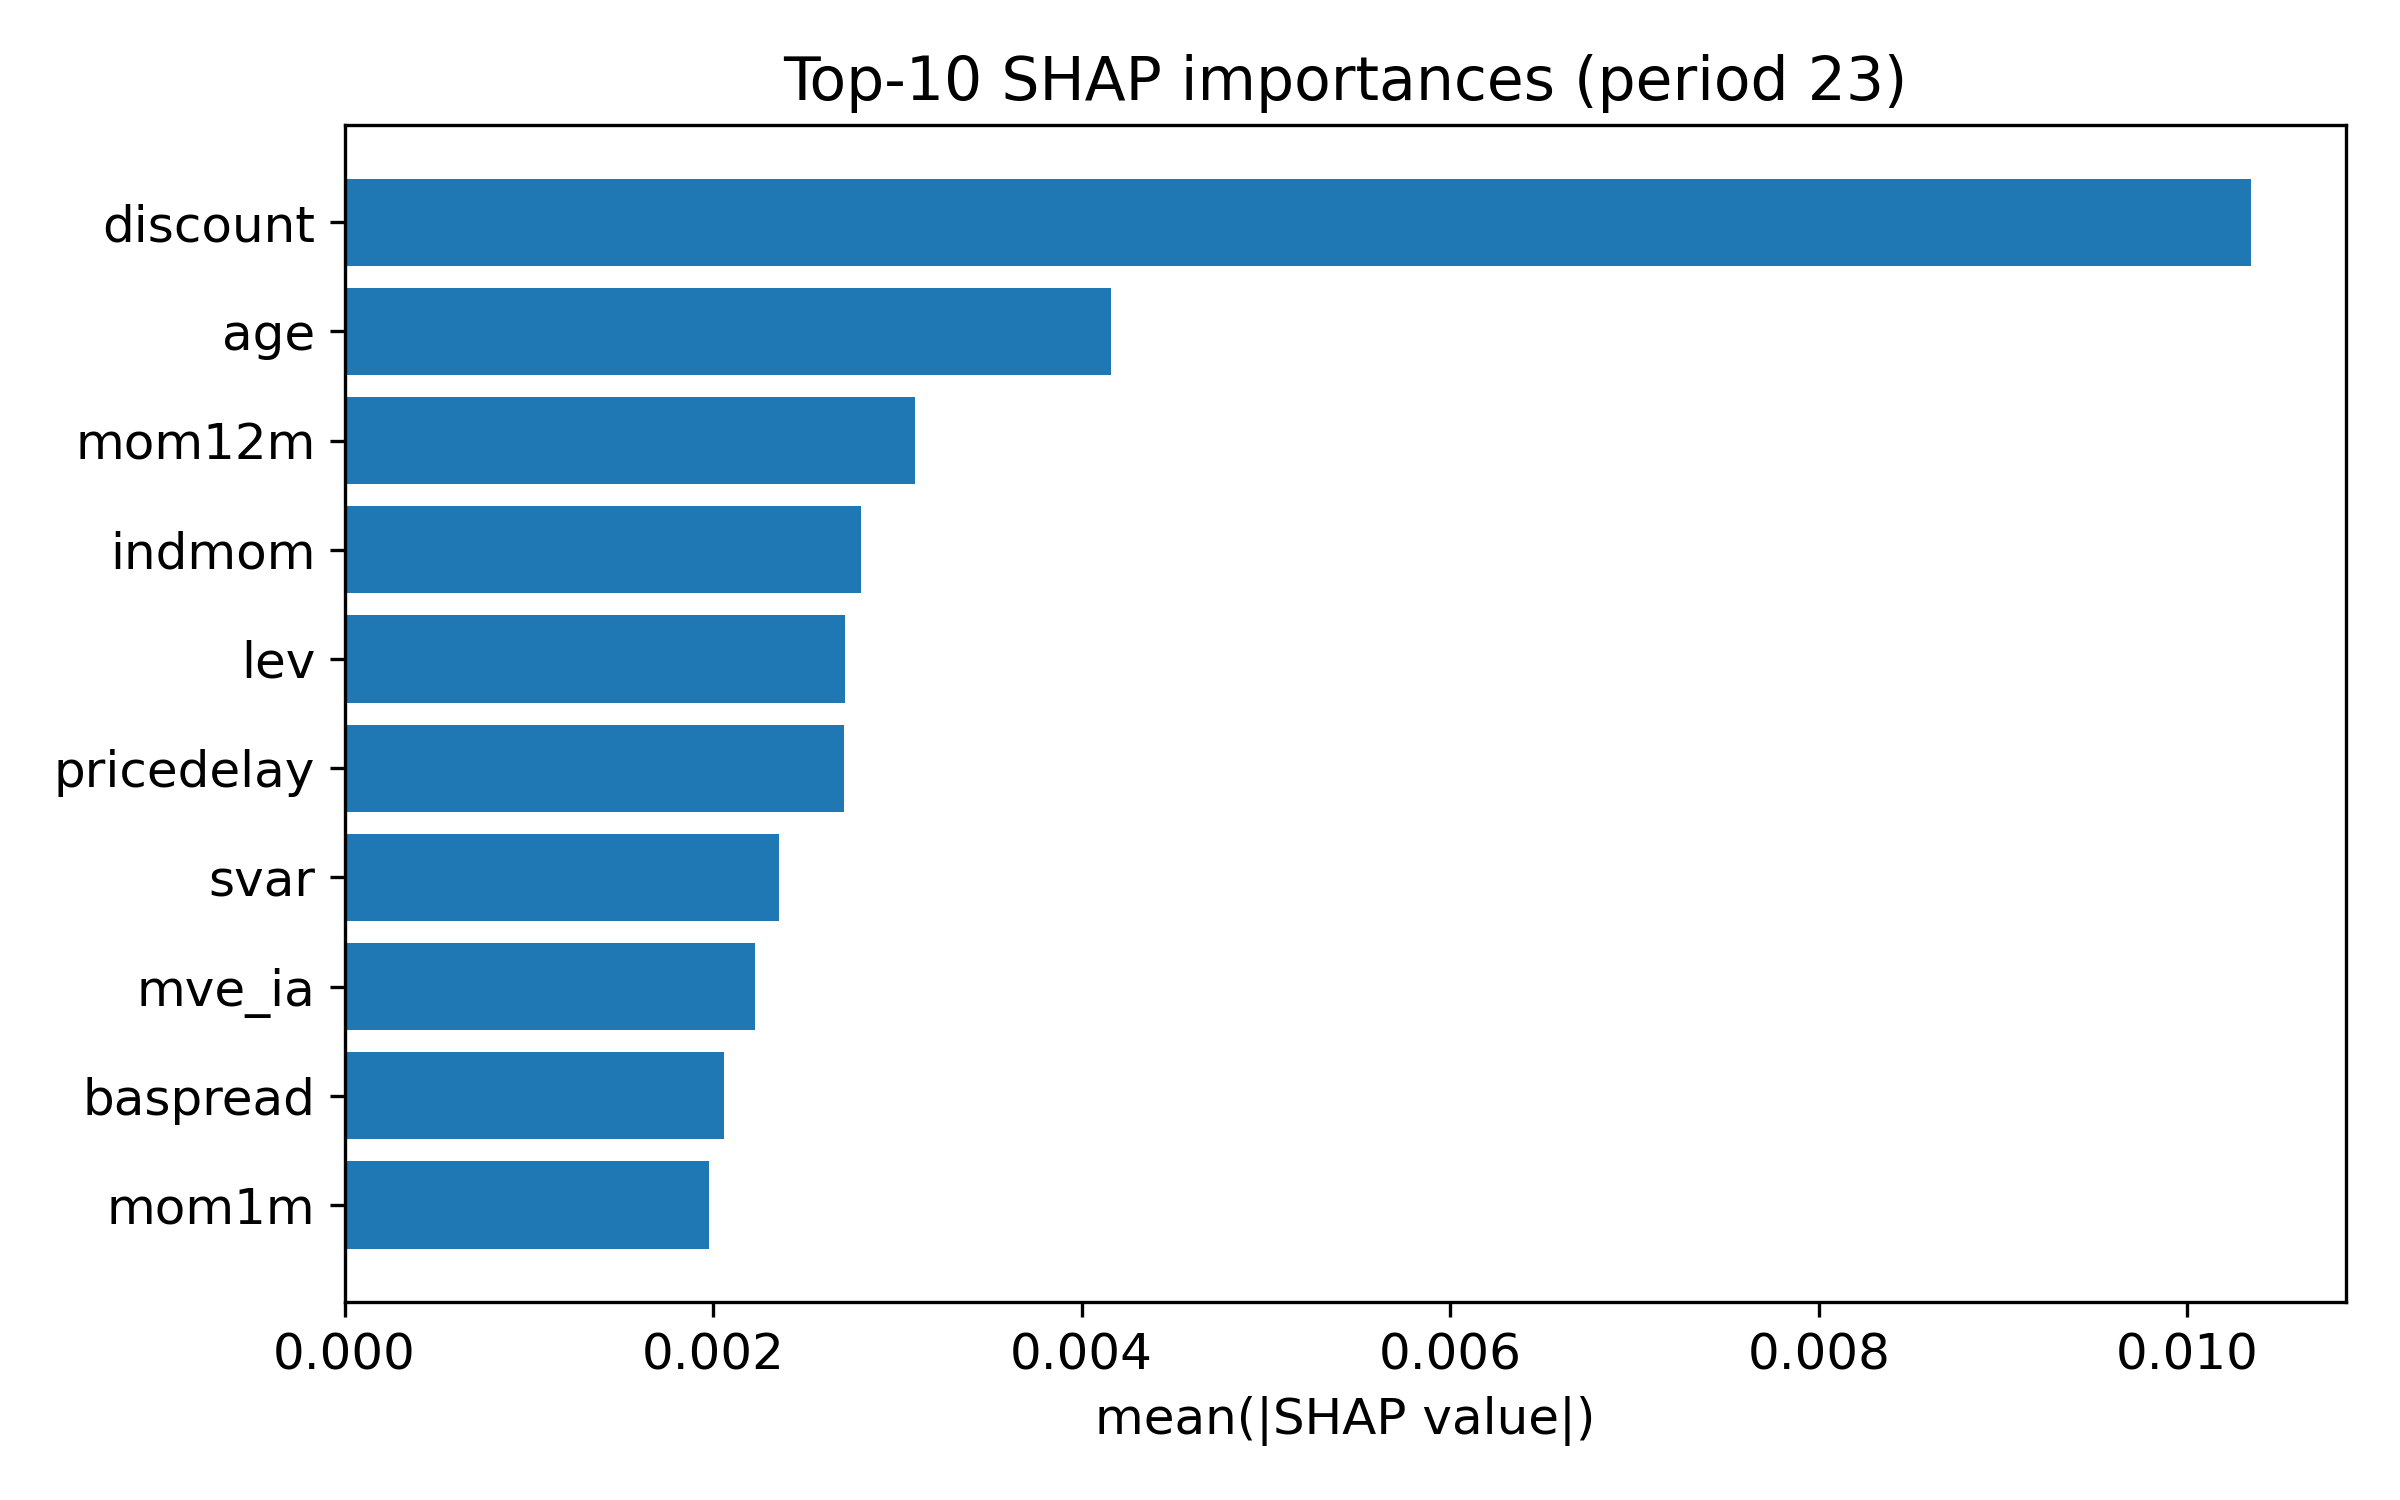 Top-10 SHAP importances (period 23)
discount
age
mom12m
indmom
lev
pricedelay
svar
mve_ia
baspread
mom1m
0.000 0.002 0.004 0.006 0.008 0.010
mean(|SHAP value|)